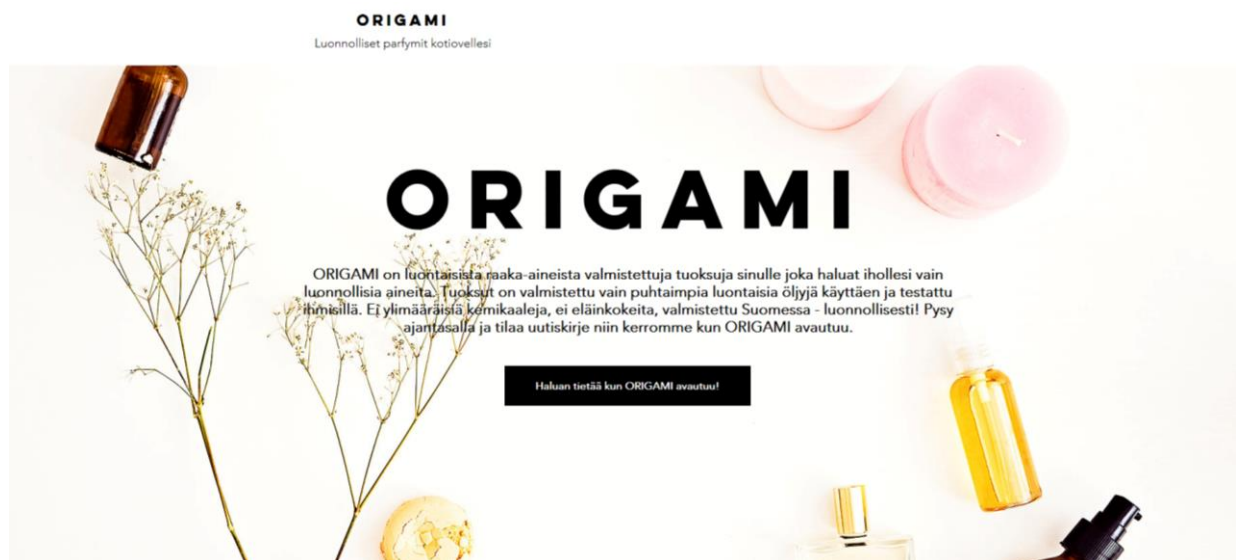 ORIGAMI
Luonnolliset parfymit kotiovellesi
ORIGAMI
ORIGAMI on luontaisista raaka-aineista valmistettuja tuoksuja sinulle joka haluat ihollesi vain
luonnollisia aineita. Tuoksut on valmistettu vain puhtaimpia luontaisia öljyjä käyttäen ja testattu
ihmisillä. Ei ylimääräisiä kemikaaleja, ei eläinkokeita, valmistettu Suomessa - luonnollisesti! Pysy
ajantasalla ja tilaa uutiskirje niin kerromme kun ORIGAMI avautuu.
Haluan tietää kun ORIGAMI avautuu!